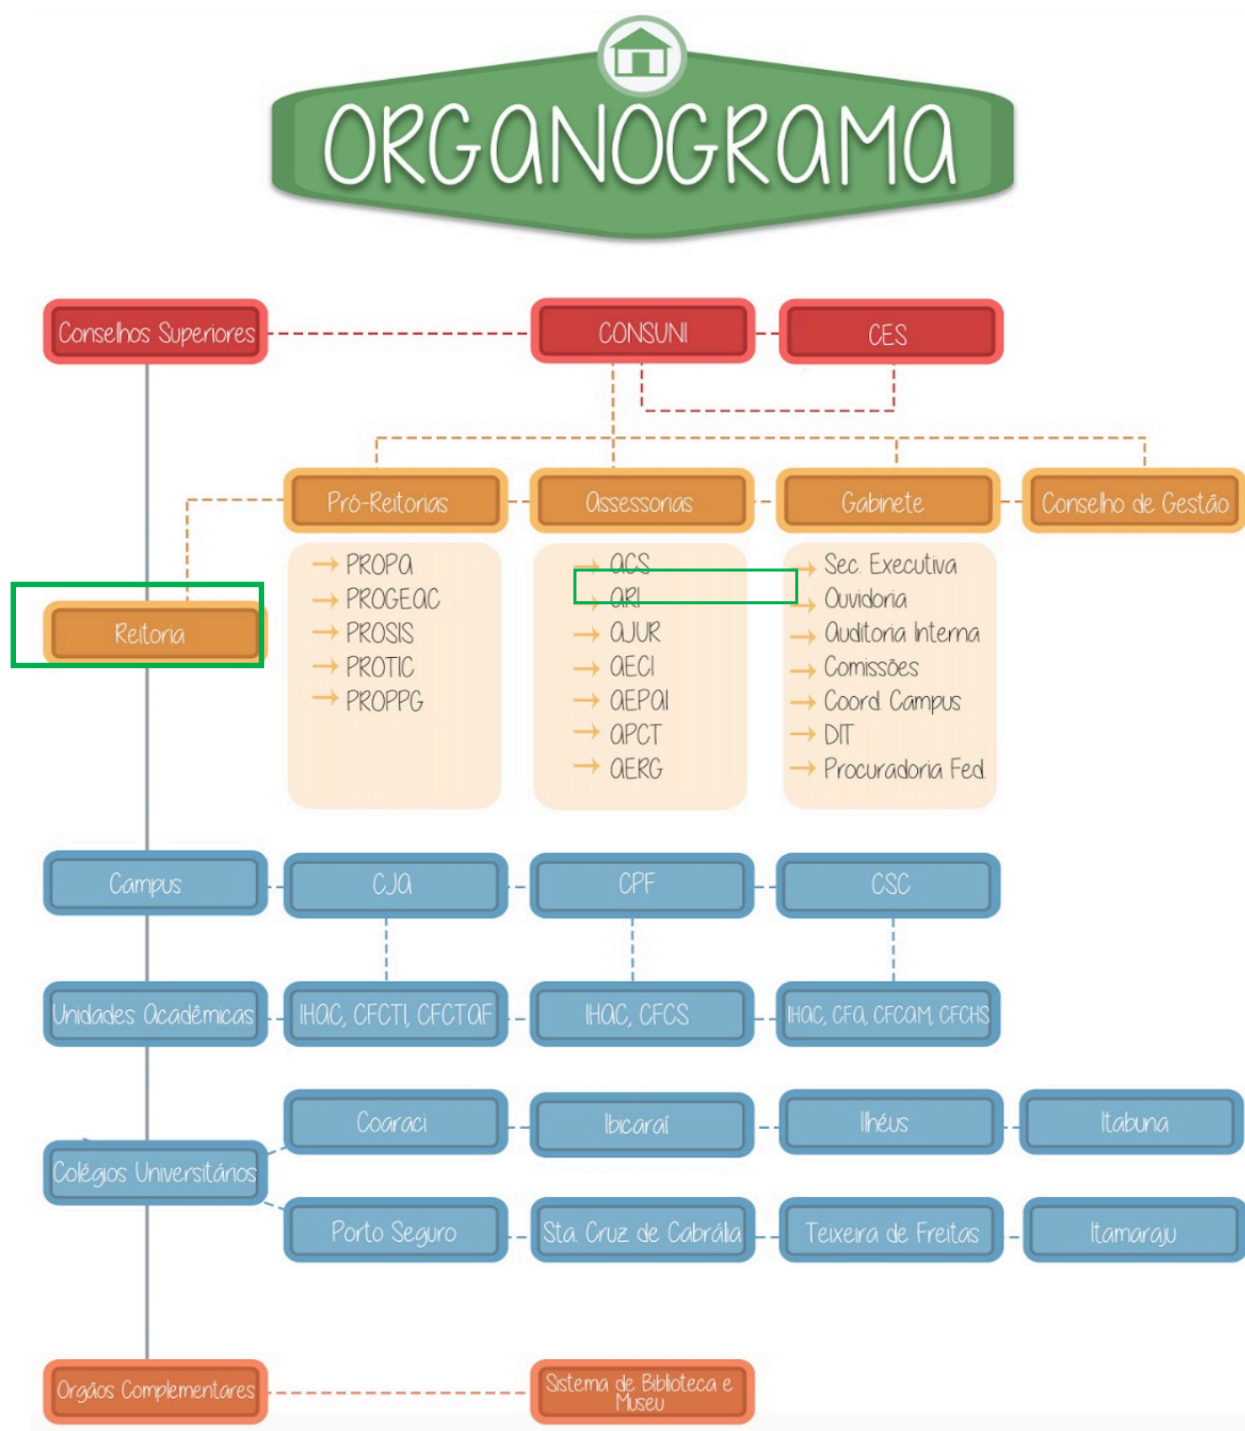 ORGANOGRAMA
Conselhos Superiores
CONSUNI
CES
Pró-Reitorias
Assessorias
Gabinete
Conselho de Gestão
Reitoria
→ PROPA
→ PROGEAC
→ PROSIS
→ PROTIC
→ PROPPG
→ ACS
→ ARI
→ AJUR
→ AECI
→ AEPAI
→ APCT
→ AERG
→ Sec. Executiva
→ Ouvidoria
→ Auditoria Interna
→ Comissões
→ Coord. Campus
→ DIT
→ Procuradoria Fed.
Campus
CJA
CPF
CSC
Unidades Acadêmicas
IHAC, CFCTI, CFCTAF
IHAC, CFCS
IHAC, CFA, CFCAM, CFCHS
Colégios Universitários
Coaraci
Ibicaraí
Ilhéus
Itabuna
Porto Seguro
Sta. Cruz de Cabrália
Teixeira de Freitas
Itamaraju
Orgãos Complementares
Sistema de Biblioteca e
Museu